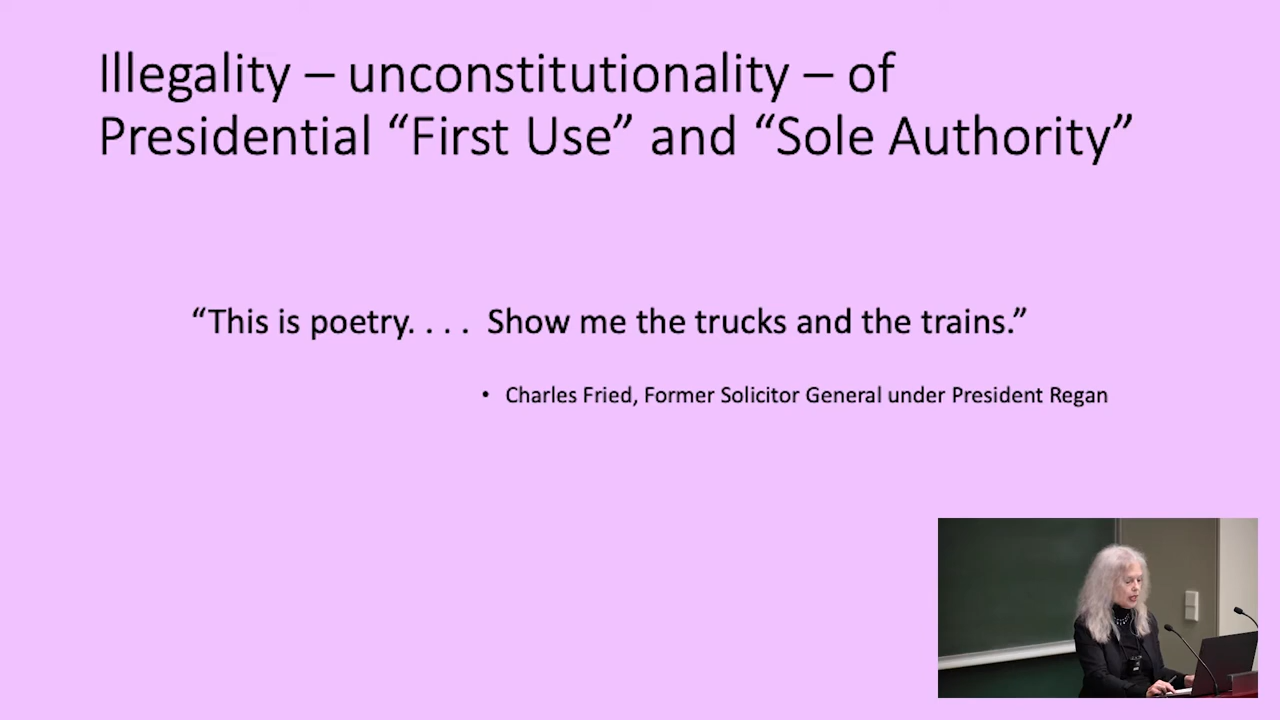 Illegality – unconstitutionality – of
Presidential “First Use” and “Sole Authority”
“This is poetry. . . .  Show me the trucks and the trains.”
• Charles Fried, Former Solicitor General under President Regan